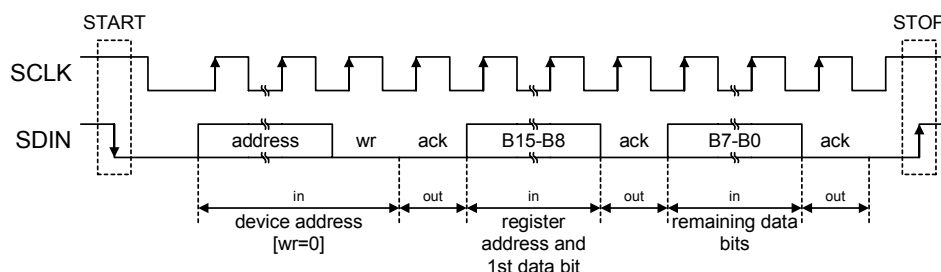 START
STOP
SCLK
SDIN
address
wr
ack
B15-B8
ack
B7-B0
ack
in
out
in
out
in
out
device address
[wr=0]
register
address and
1st data bit
remaining data
bits